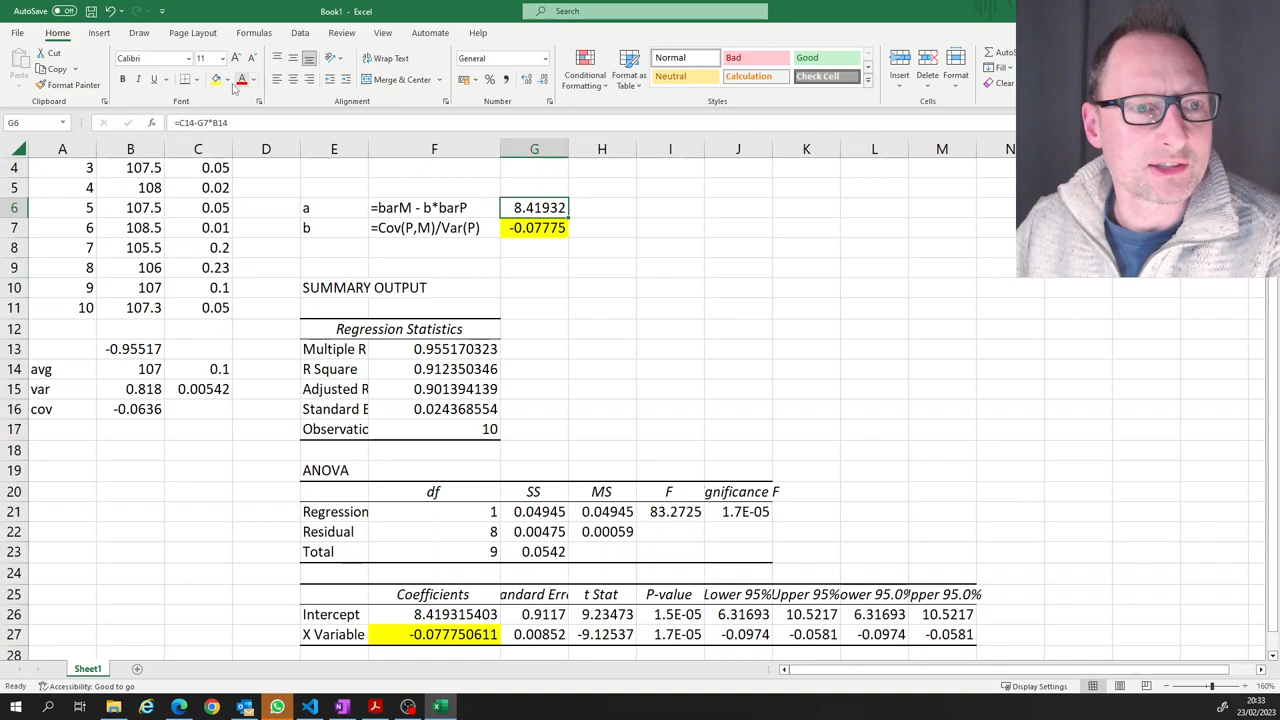 AutoSave Off Book1 - Excel Search
File Home Insert Draw Page Layout Formulas Data Review View Automate Help
Cut
Copy
Format Painter
Paste
Calibri 11
Wrap Text
Merge & Center
General
Conditional Formatting
Format as Table
Normal Bad Good
Neutral Calculation Check Cell
Insert Delete Format
AutoS
Fill
Clear
Clipboard Font Alignment Number Styles Cells
G6 =C14-G7*B14
A B C D E F G H I J K L M N
4 3 107.5 0.05
5 4 108 0.02
6 5 107.5 0.05 a =barM - b*barP 8.41932
7 6 108.5 0.01 b =Cov(P,M)/Var(P) -0.07775
8 7 105.5 0.2
9 8 106 0.23
10 9 107 0.1 SUMMARY OUTPUT
11 10 107.3 0.05
12 Regression Statistics
13 -0.95517 Multiple R 0.955170323
14 avg 107 0.1 R Square 0.912350346
15 var 0.818 0.00542 Adjusted R 0.901394139
16 cov -0.0636 Standard E 0.024368554
17 Observatio 10
18
19 ANOVA
20 df SS MS F gnificance F
21 Regression 1 0.04945 0.04945 83.2725 1.7E-05
22 Residual 8 0.00475 0.00059
23 Total 9 0.0542
24
25 Coefficients andard Erro t Stat P-value Lower 95% Upper 95% ower 95.0% pper 95.0%
26 Intercept 8.419315403 0.9117 9.23473 1.5E-05 6.31693 10.5217 6.31693 10.5217
27 X Variable -0.077750611 0.00852 -9.12537 1.7E-05 -0.0974 -0.0581 -0.0974 -0.0581
28
Sheet1
Ready Accessibility: Good to go Display Settings 160%
20:33
23/02/2023